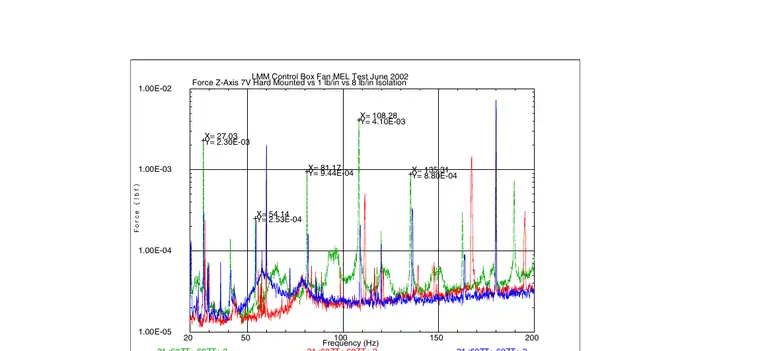 LMM Control Box Fan MEL Test June 2002
Force Z-Axis 7V Hard Mounted vs 1 lb/in vs 8 lb/in Isolation
1.00E-02
X= 108.28
Y= 4.10E-03
X= 27.03
Y= 2.30E-03
1.00E-03
X= 81.17
Y= 9.44E-04
X= 135.31
Y= 8.80E-04
Force (lbf)
X= 54.14
Y= 2.53E-04
1.00E-04
1.00E-05
20 50 100 150 200
Frequency (Hz)